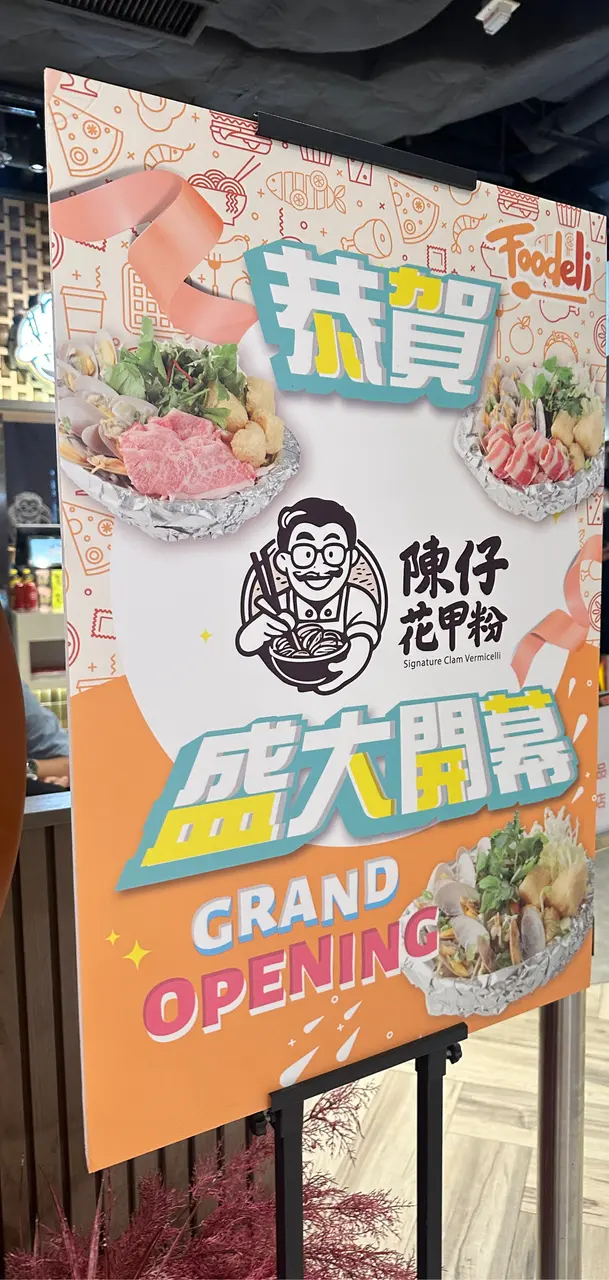 Foodeli
恭賀
陳仔
花甲粉
Signature Clam Vermicelli
盛大開幕
GRAND
OPENING